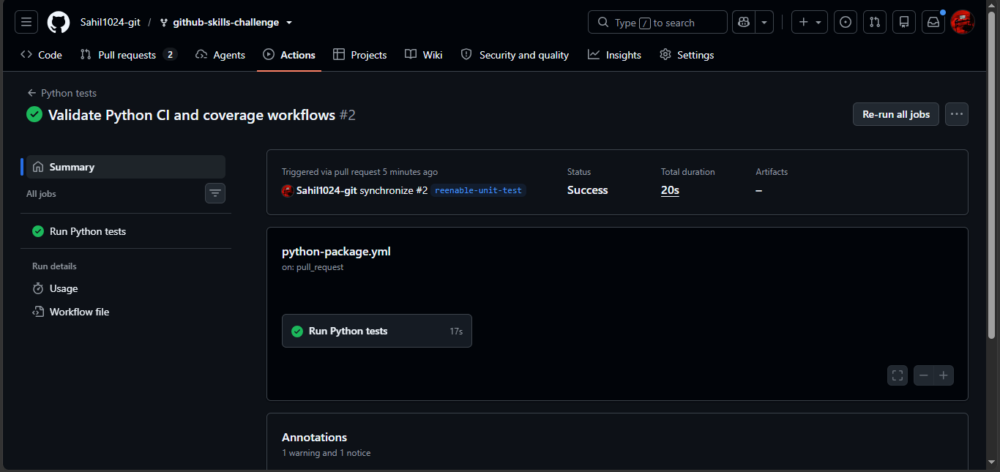 Sahil1024-git / github-skills-challenge
Type / to search
Code Pull requests 2 Agents Actions Projects Wiki Security and quality Insights Settings
Python tests
Validate Python CI and coverage workflows #2
Re-run all jobs
Summary
All jobs
Run Python tests
Run details
Usage
Workflow file
Triggered via pull request 5 minutes ago
Sahil1024-git synchronize #2 reenable-unit-test
Status
Success
Total duration
20s
Artifacts
–
python-package.yml
on: pull_request
Run Python tests 17s
Annotations
1 warning and 1 notice